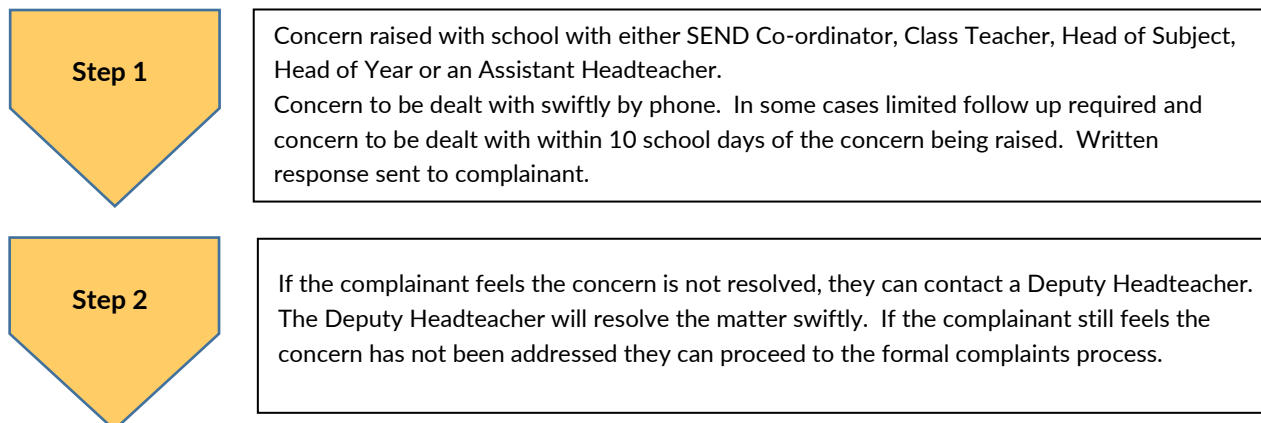 Step 1
Concern raised with school with either SEND Co-ordinator, Class Teacher, Head of Subject,
Head of Year or an Assistant Headteacher.
Concern to be dealt with swiftly by phone.  In some cases limited follow up required and
concern to be dealt with within 10 school days of the concern being raised.  Written
response sent to complainant.
Step 2
If the complainant feels the concern is not resolved, they can contact a Deputy Headteacher.
The Deputy Headteacher will resolve the matter swiftly.  If the complainant still feels the
concern has not been addressed they can proceed to the formal complaints process.